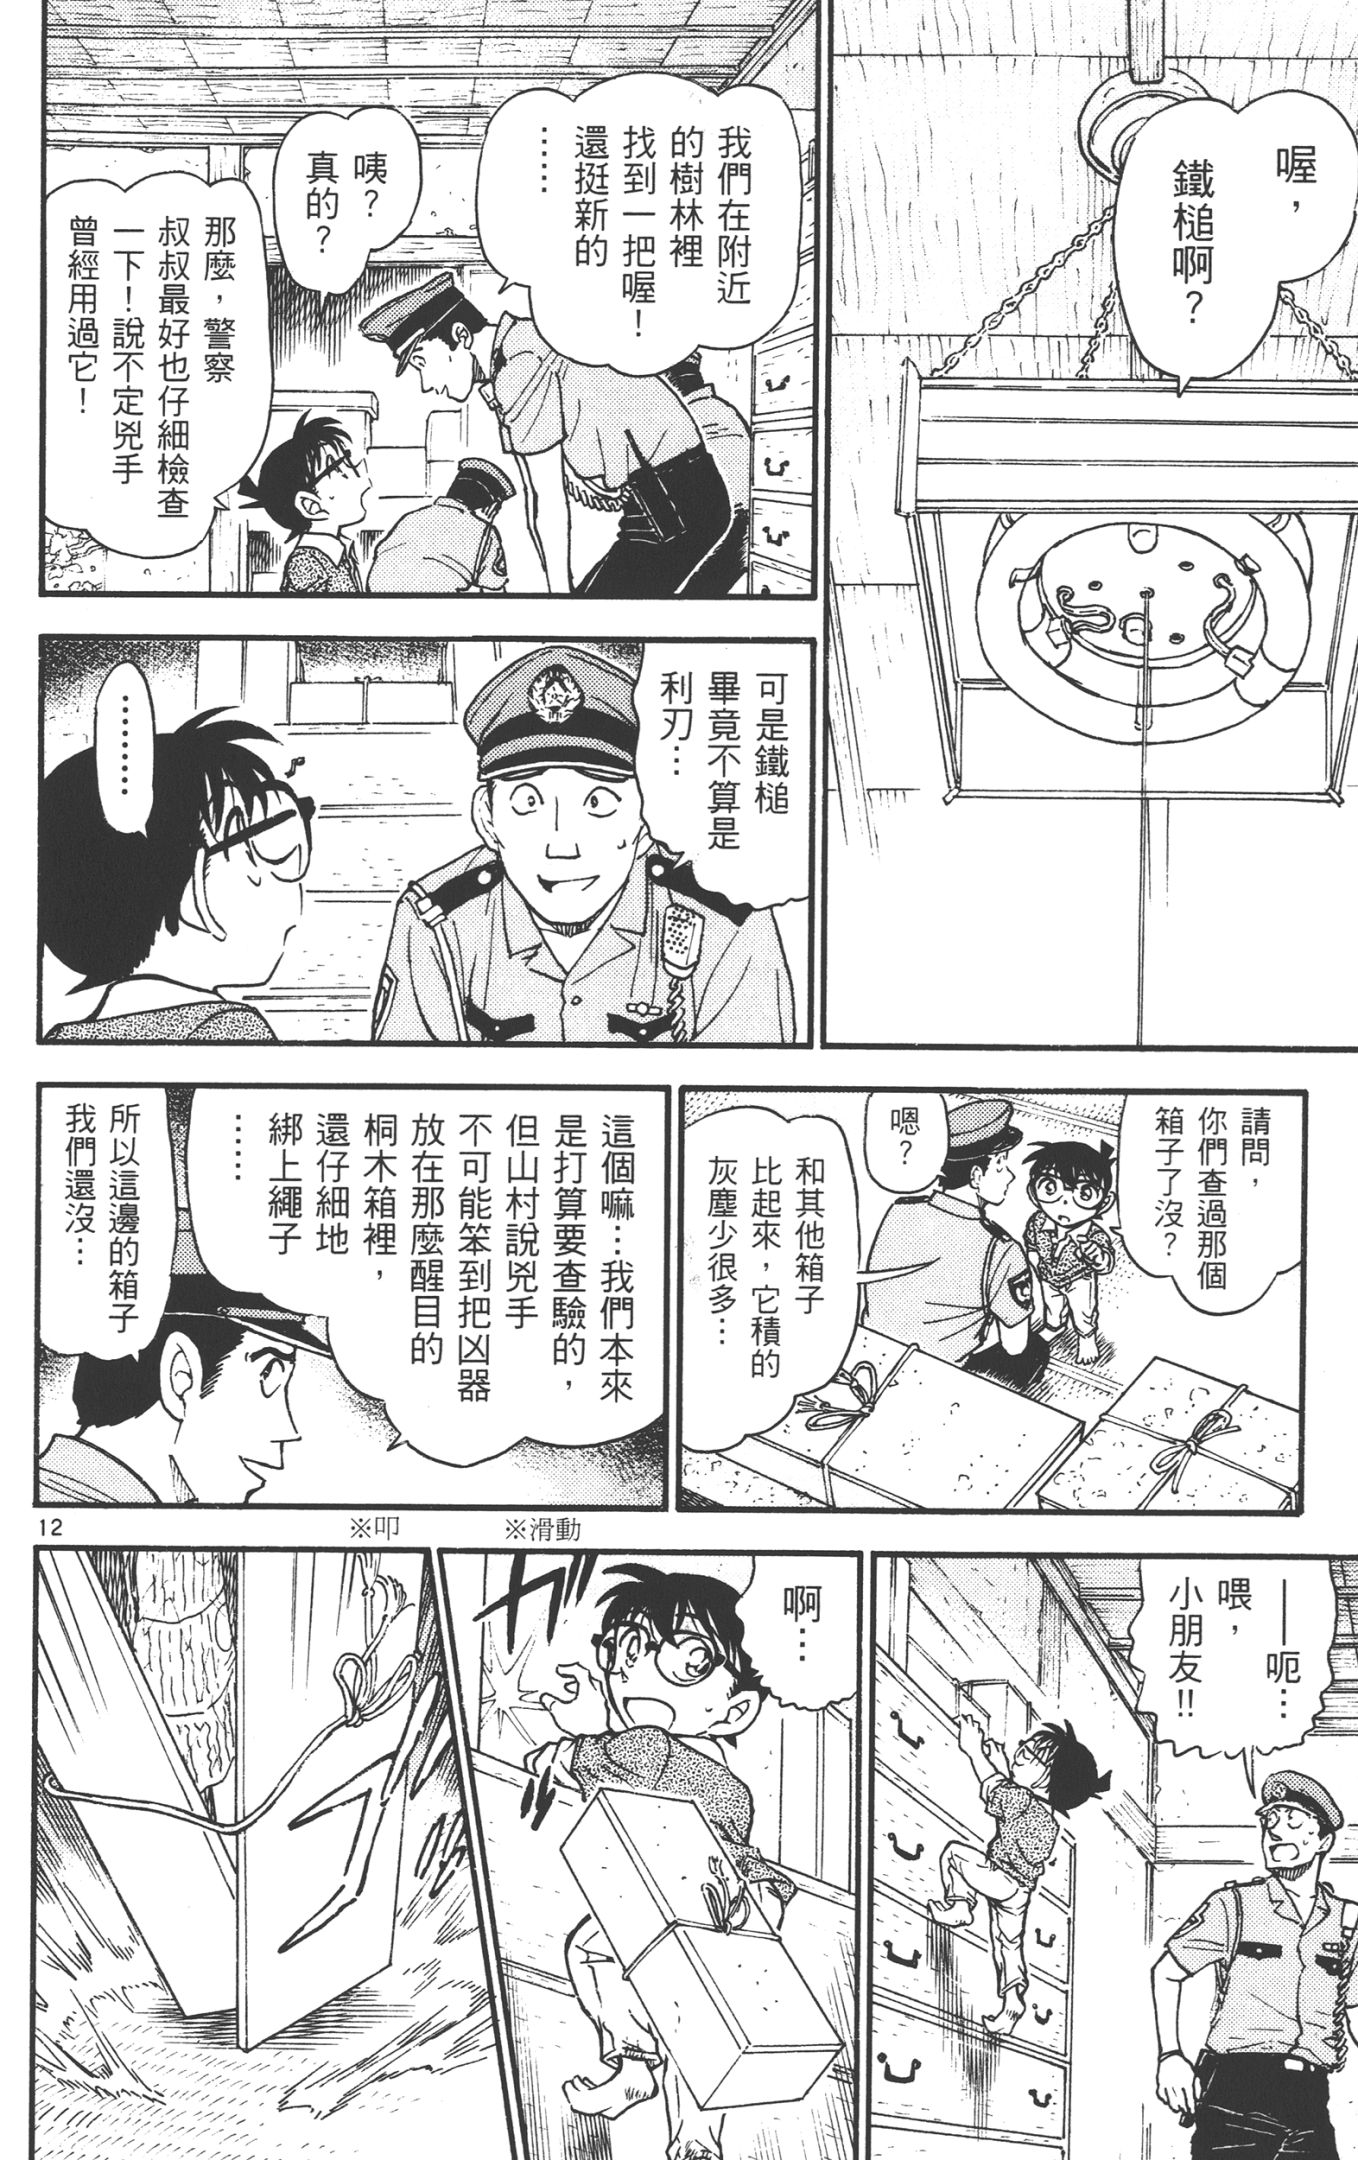 喔，
鐵槌啊？
我們在附近
的樹林裡
找到一把喔！
還挺新的
⋯⋯
咦？
真的？
那麼，警察
叔叔最好也仔細檢查
一下！說不定兇手
曾經用過它！
可是鐵槌
畢竟不算是
利刃⋯
⋯⋯⋯
請問，
你們查過那個
箱子了沒？
嗯？
和其他箱子
比起來，它積的
灰塵少很多⋯
這個嘛⋯我們本來
是打算要查驗的，
但山村說兇手
不可能笨到把凶器
放在那麼醒目的
桐木箱裡，
還仔細地
綁上繩子
⋯⋯
所以這邊的箱子
我們還沒⋯
12
※叩
※滑動
──呃⋯
喂，
小朋友!!
啊⋯
ズッ